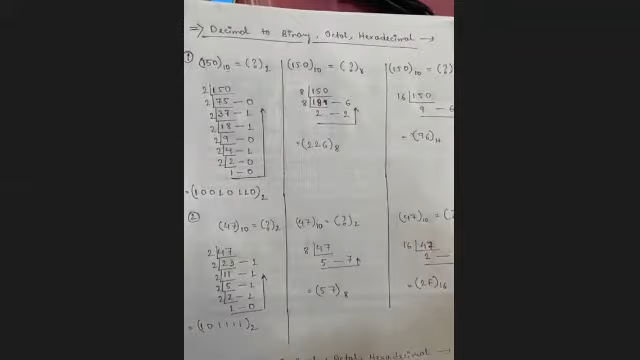 ⇒ Decimal to Binary, Octal, Hexadecimal →
① (150)₁₀ = (?)₂
2 | 150
2 | 75 - 0
2 | 37 - 1
2 | 18 - 1
2 | 9 - 0
2 | 4 - 1
2 | 2 - 0
1 - 0
= (10010110)₂
(150)₁₀ = (?)₈
8 | 150
8 | - 6
2 - 2
= (226)₈
(150)₁₀ = (?)
16 | 150
9 - 6
= (96)
② (47)₁₀ = (?)₂
2 | 47
2 | 23 - 1
2 | 11 - 1
2 | 5 - 1
2 | 2 - 1
1 - 0
= (101111)₂
(47)₁₀ = (?)₂
8 | 47
5 - 7
= (57)₈
(47)₁₀ = (?)
16 | 47
2 -
= (2F)₁₆
Hexadecimal →